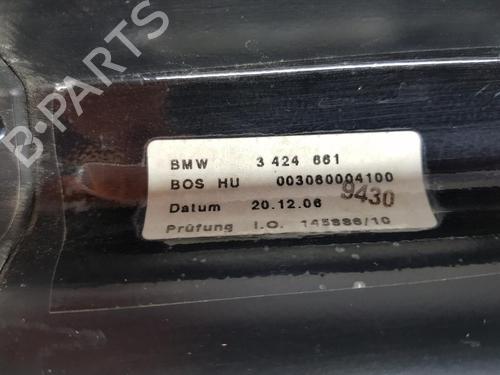 B-PARTS
BMW 3 424 661
BOS HU 003060004100
9430
Datum 20.12.06
Prüfung I.O. 145886/10